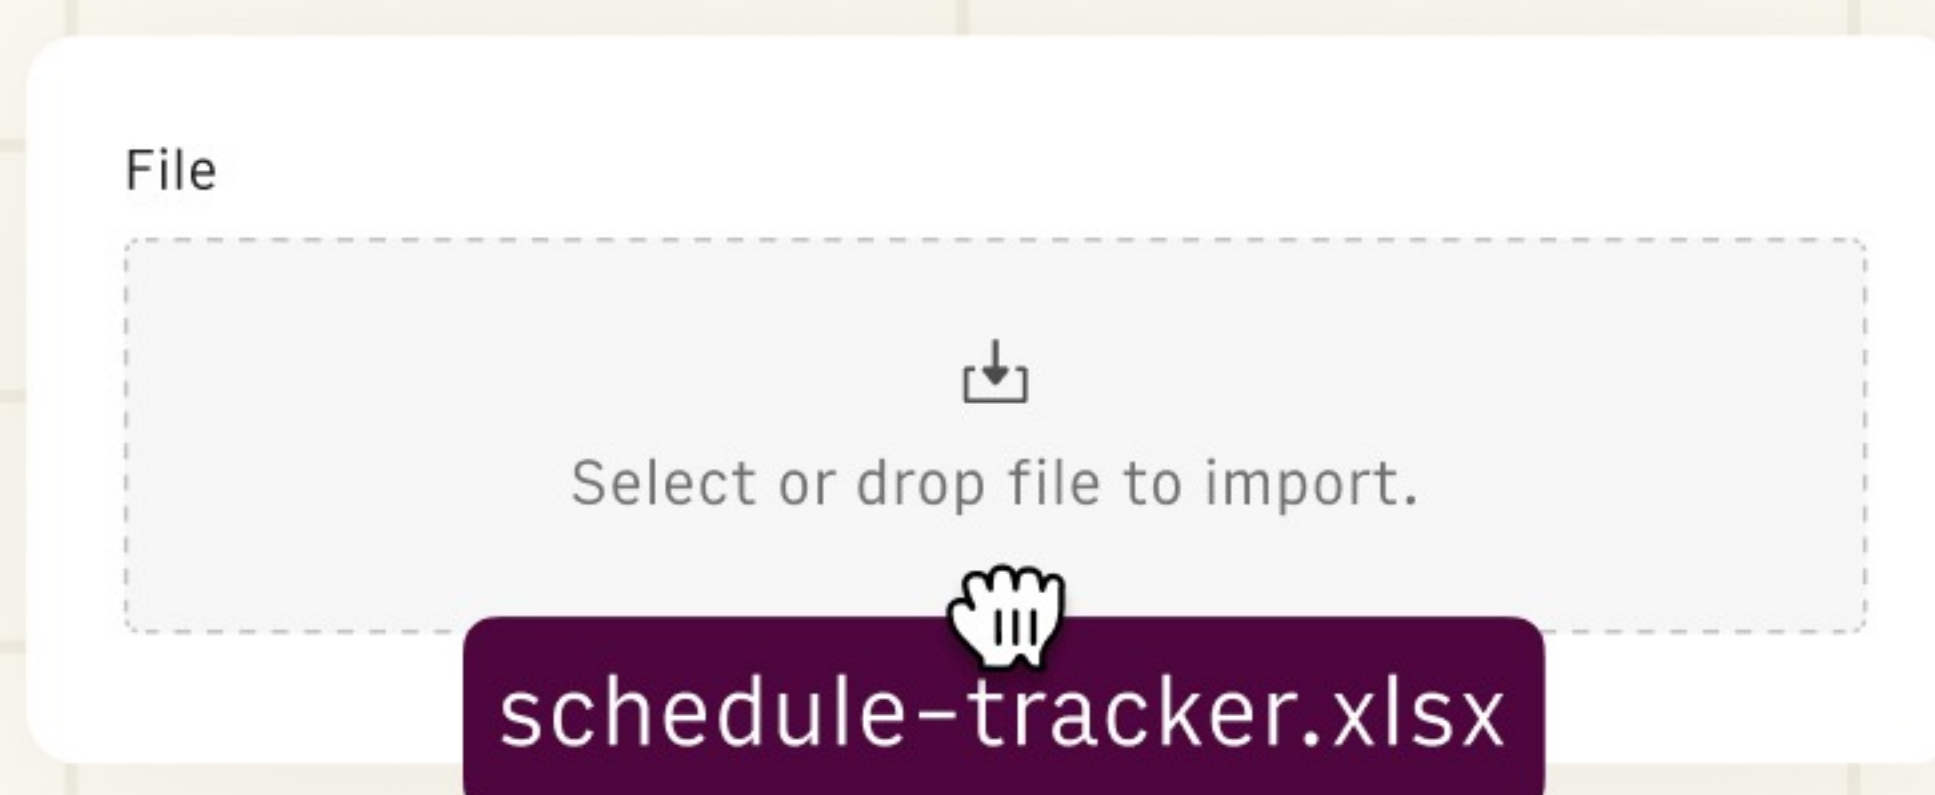 File
Select or drop file to import.
schedule-tracker.xlsx